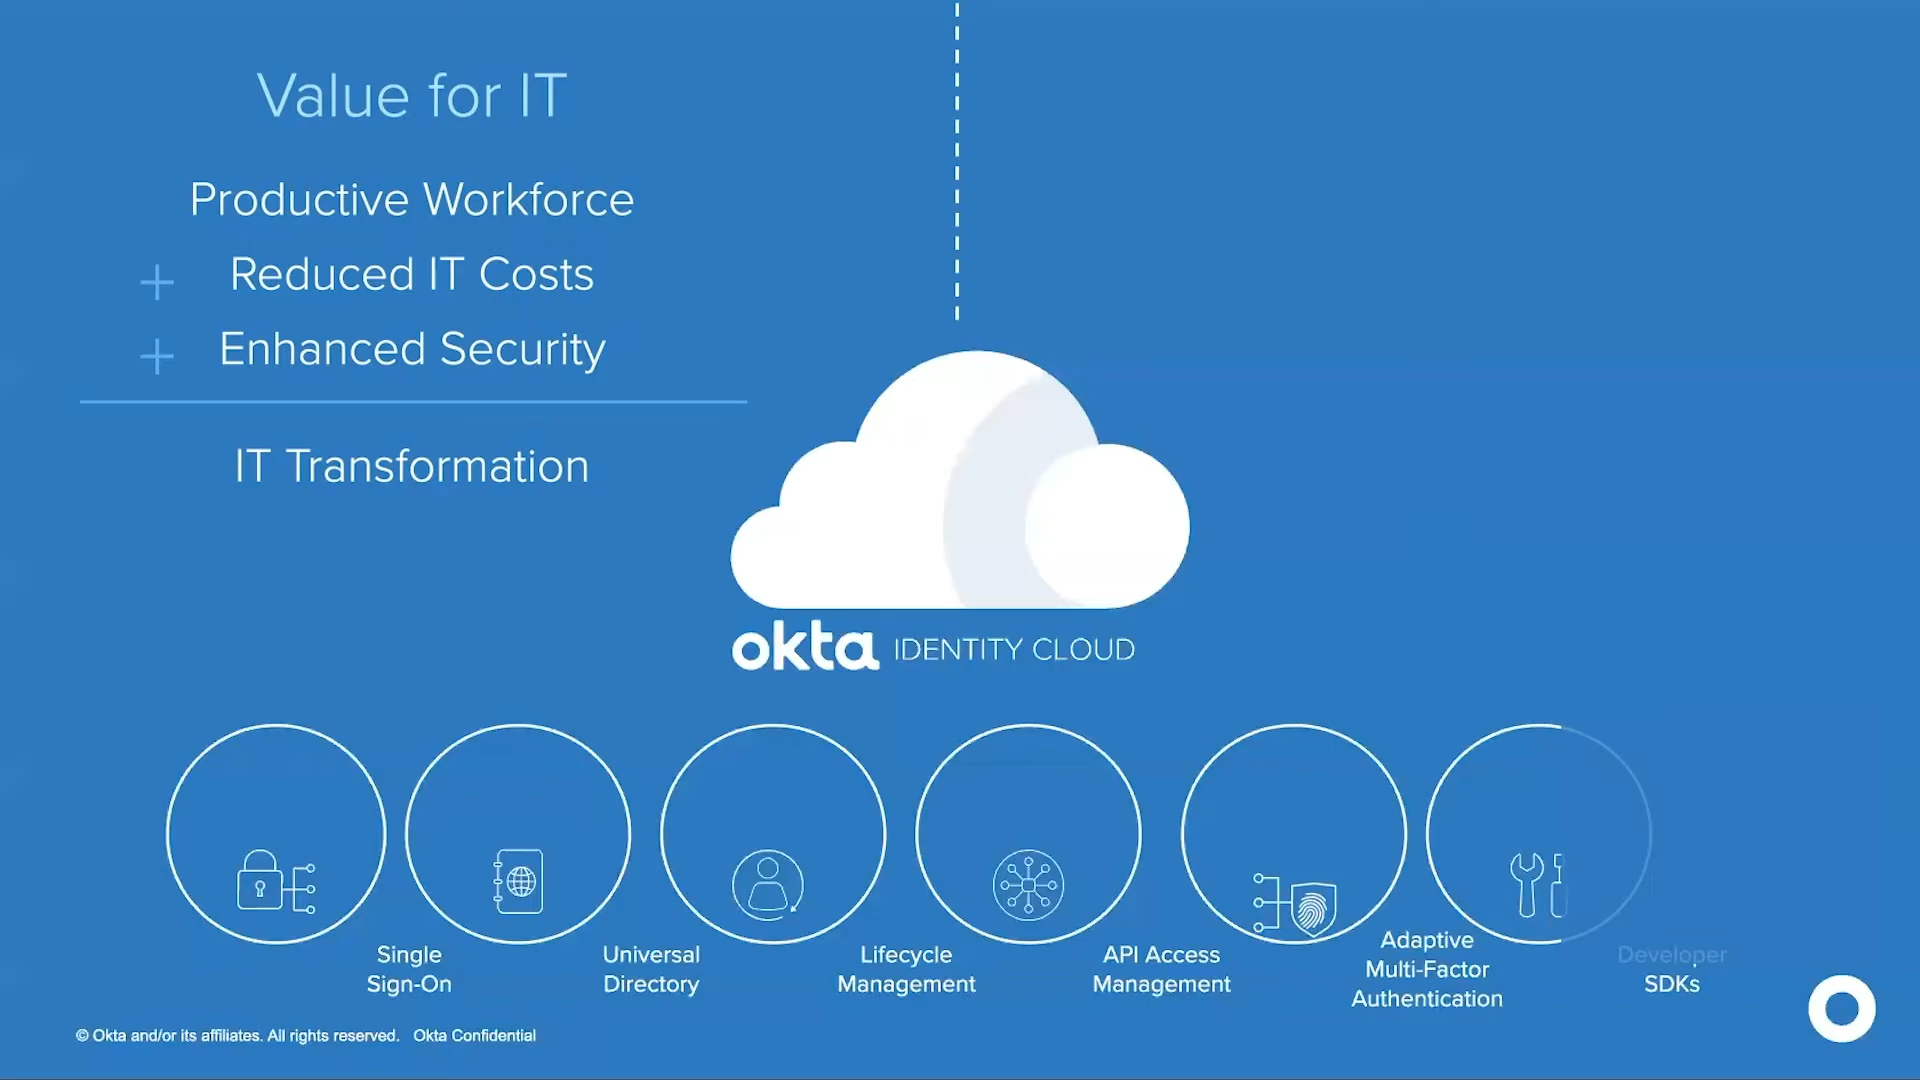 Value for IT
Productive Workforce
+ Reduced IT Costs
+ Enhanced Security
IT Transformation
okta IDENTITY CLOUD
Single
Sign-On
Universal
Directory
Lifecycle
Management
API Access
Management
Adaptive
Multi-Factor
Authentication
Developer
SDKs
© Okta and/or its affiliates. All rights reserved. Okta Confidential